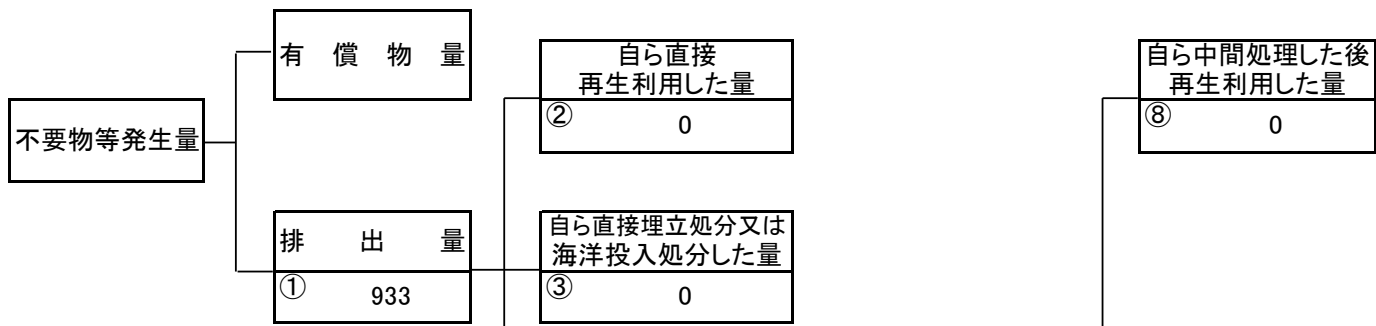 有償物量
自ら直接
再生利用した量
② 0
自ら中間処理した後
再生利用した量
⑧ 0
不要物等発生量
排出量
① 933
自ら直接埋立処分又は
海洋投入処分した量
③ 0